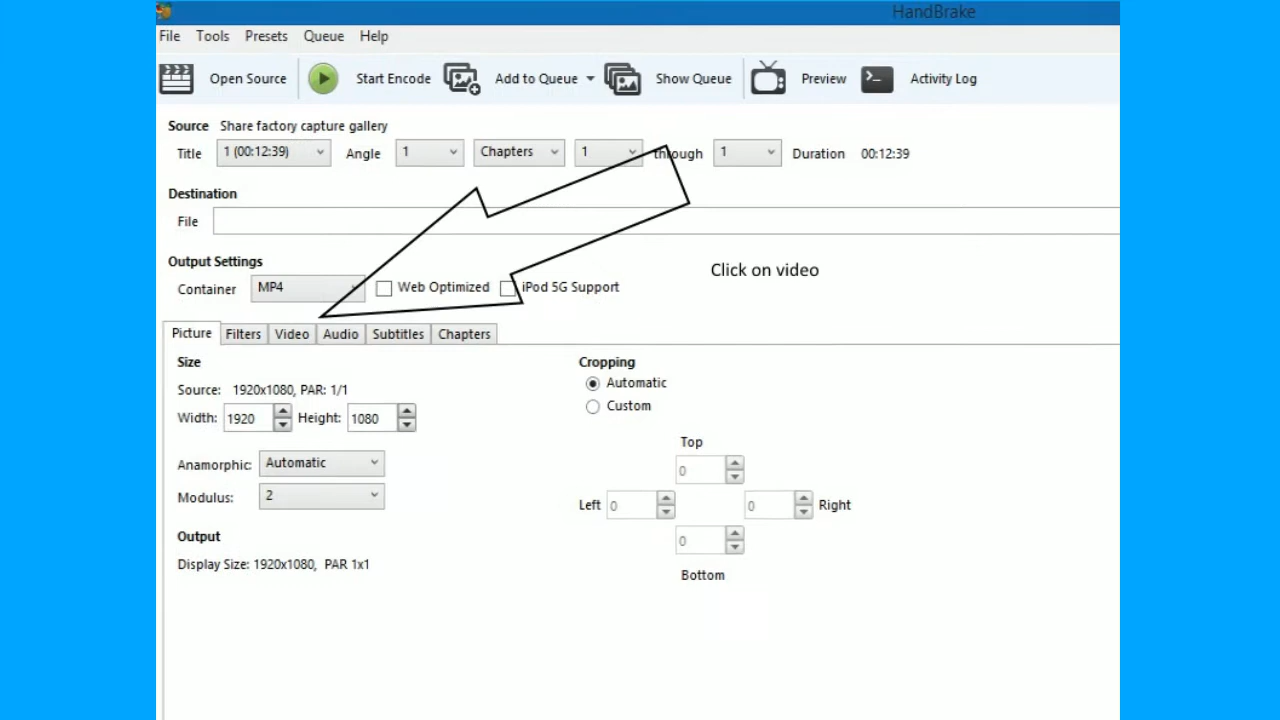 HandBrake
File Tools Presets Queue Help
Open Source Start Encode Add to Queue Show Queue Preview Activity Log
Source Share factory capture gallery
Title 1 (00:12:39) Angle 1 Chapters 1 through 1 Duration 00:12:39
Destination
File
Output Settings
Click on video
Container MP4 Web Optimized iPod 5G Support
Picture Filters Video Audio Subtitles Chapters
Size Cropping
Source: 1920x1080, PAR: 1/1 Automatic
Width: 1920 Height: 1080 Custom
Top
Anamorphic: Automatic 0
Modulus: 2 Left 0 0 Right
Output 0
Display Size: 1920x1080, PAR 1x1 Bottom